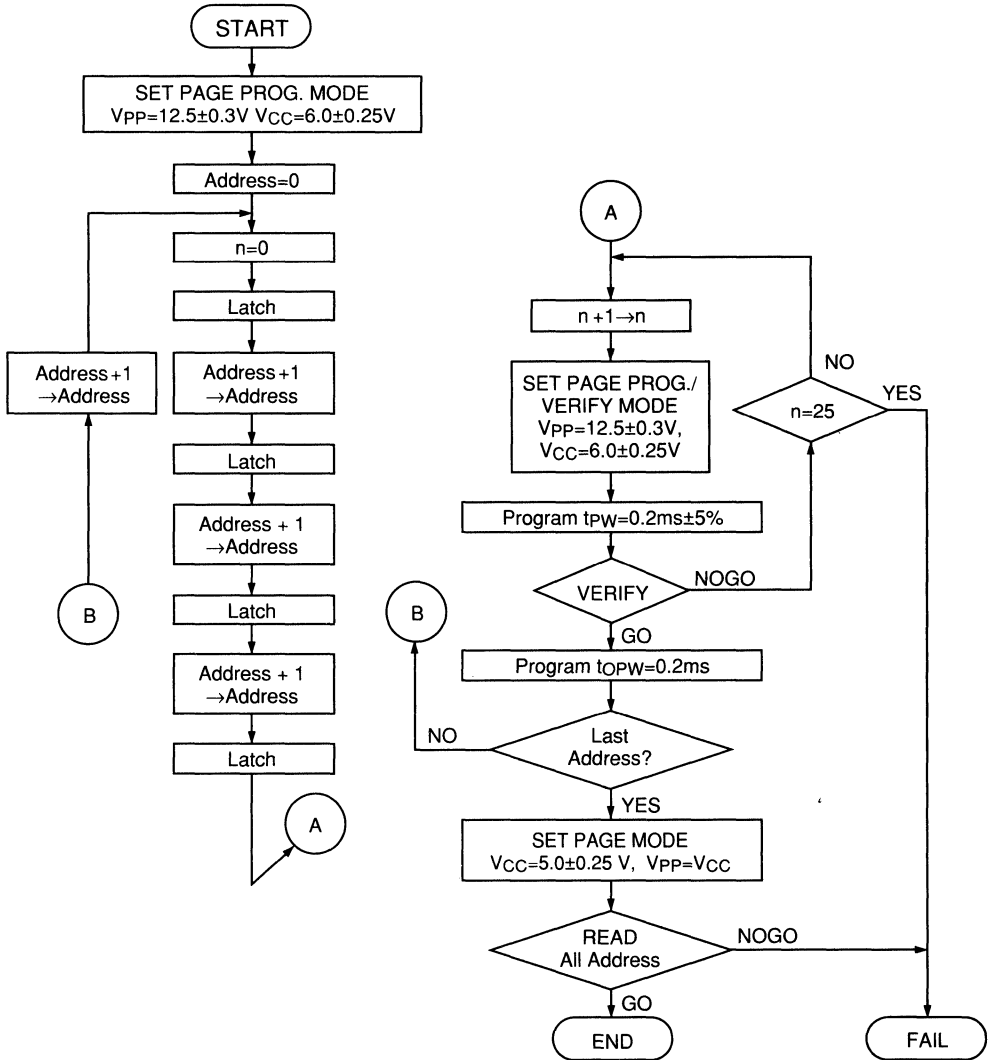 START
SET PAGE PROG. MODE
VPP=12.5±0.3V VCC=6.0±0.25V
Address=0
n=0
Latch
Address+1
→Address
Address+1
→Address
Latch
Address + 1
→Address
B
Latch
Address + 1
→Address
Latch
A
A
n +1→n
SET PAGE PROG./
VERIFY MODE
VPP=12.5±0.3V,
VCC=6.0±0.25V
NO
n=25
YES
Program tPW=0.2ms±5%
VERIFY
NOGO
GO
B
Program tOPW=0.2ms
Last
Address?
NO
YES
SET PAGE MODE
VCC=5.0±0.25 V, VPP=VCC
READ
All Address
NOGO
GO
END
FAIL